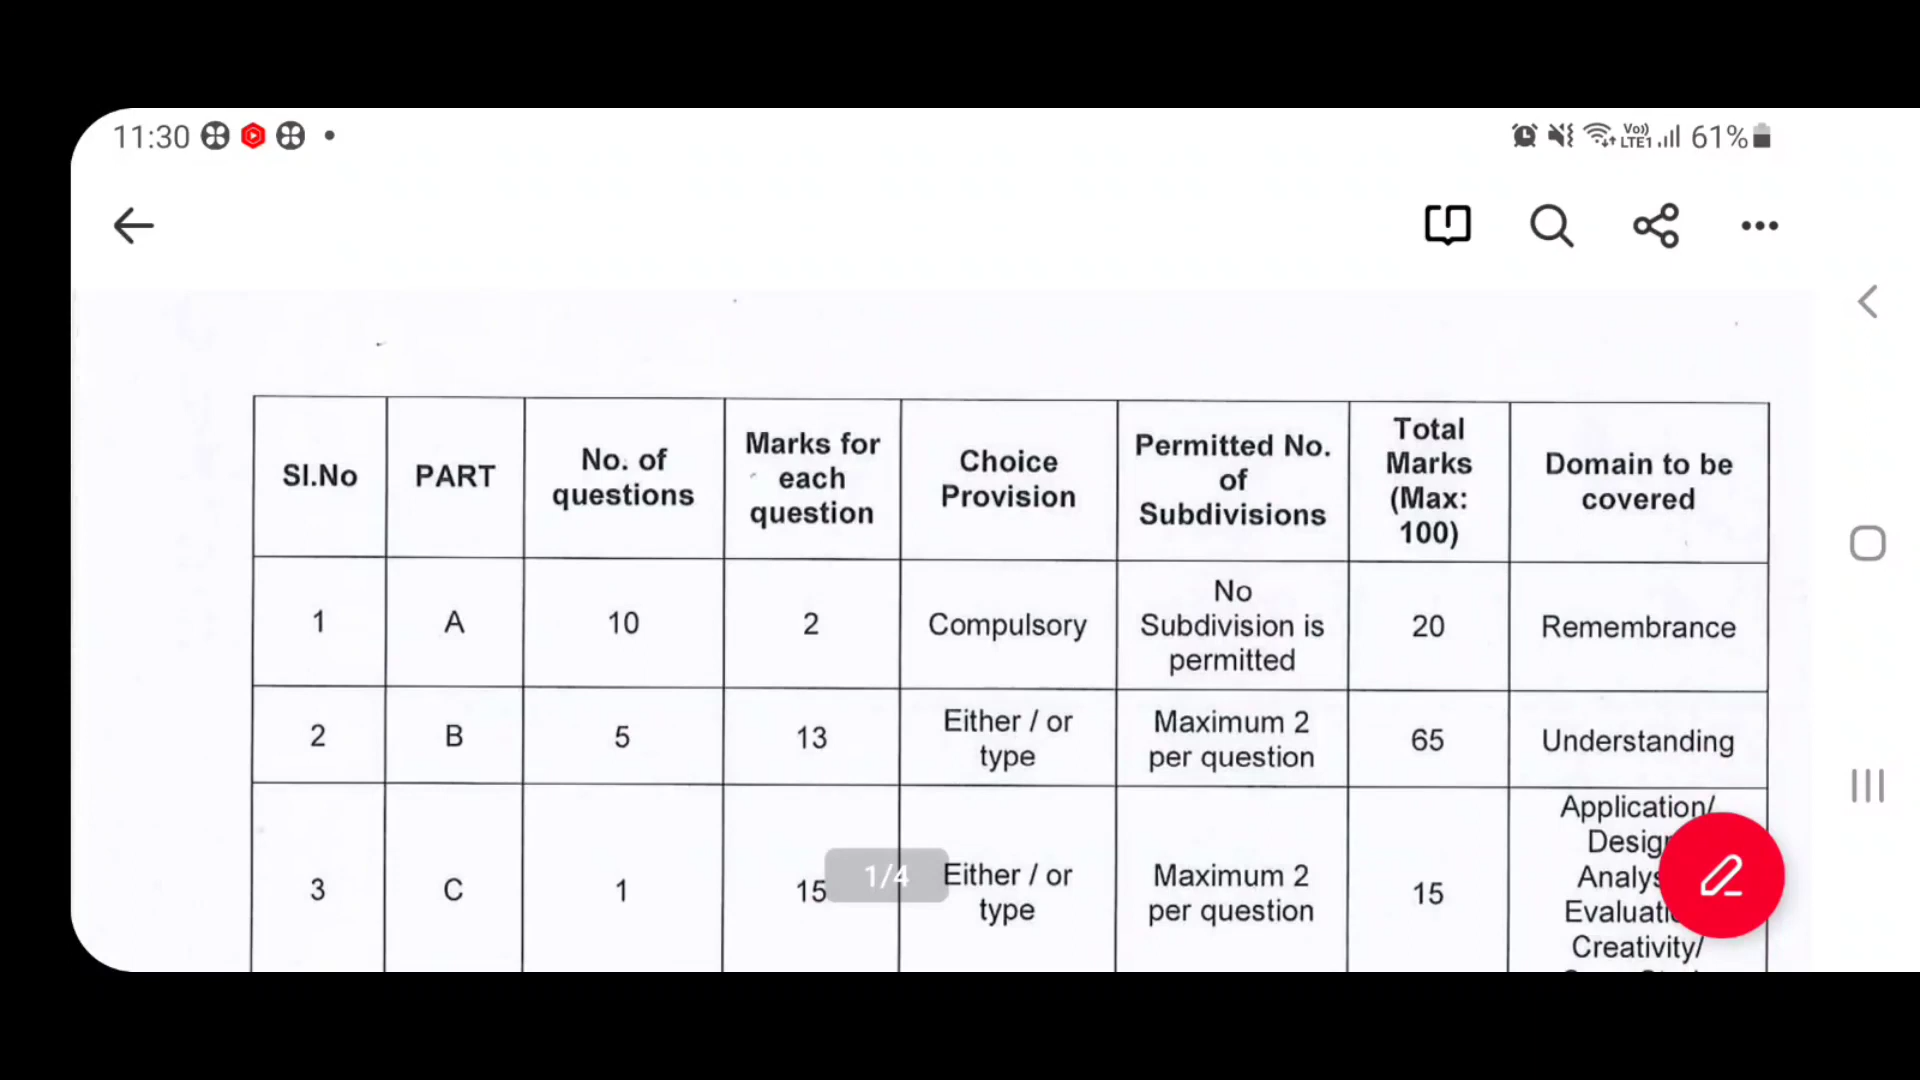 11:30 Vo)) LTE1 61%
Sl.No PART No. of questions Marks for each question Choice Provision Permitted No. of Subdivisions Total Marks (Max: 100) Domain to be covered
1 A 10 2 Compulsory No Subdivision is permitted 20 Remembrance
2 B 5 13 Either / or type Maximum 2 per question 65 Understanding
3 C 1 15 Either / or type Maximum 2 per question 15 Application/ Creativity/
1/4